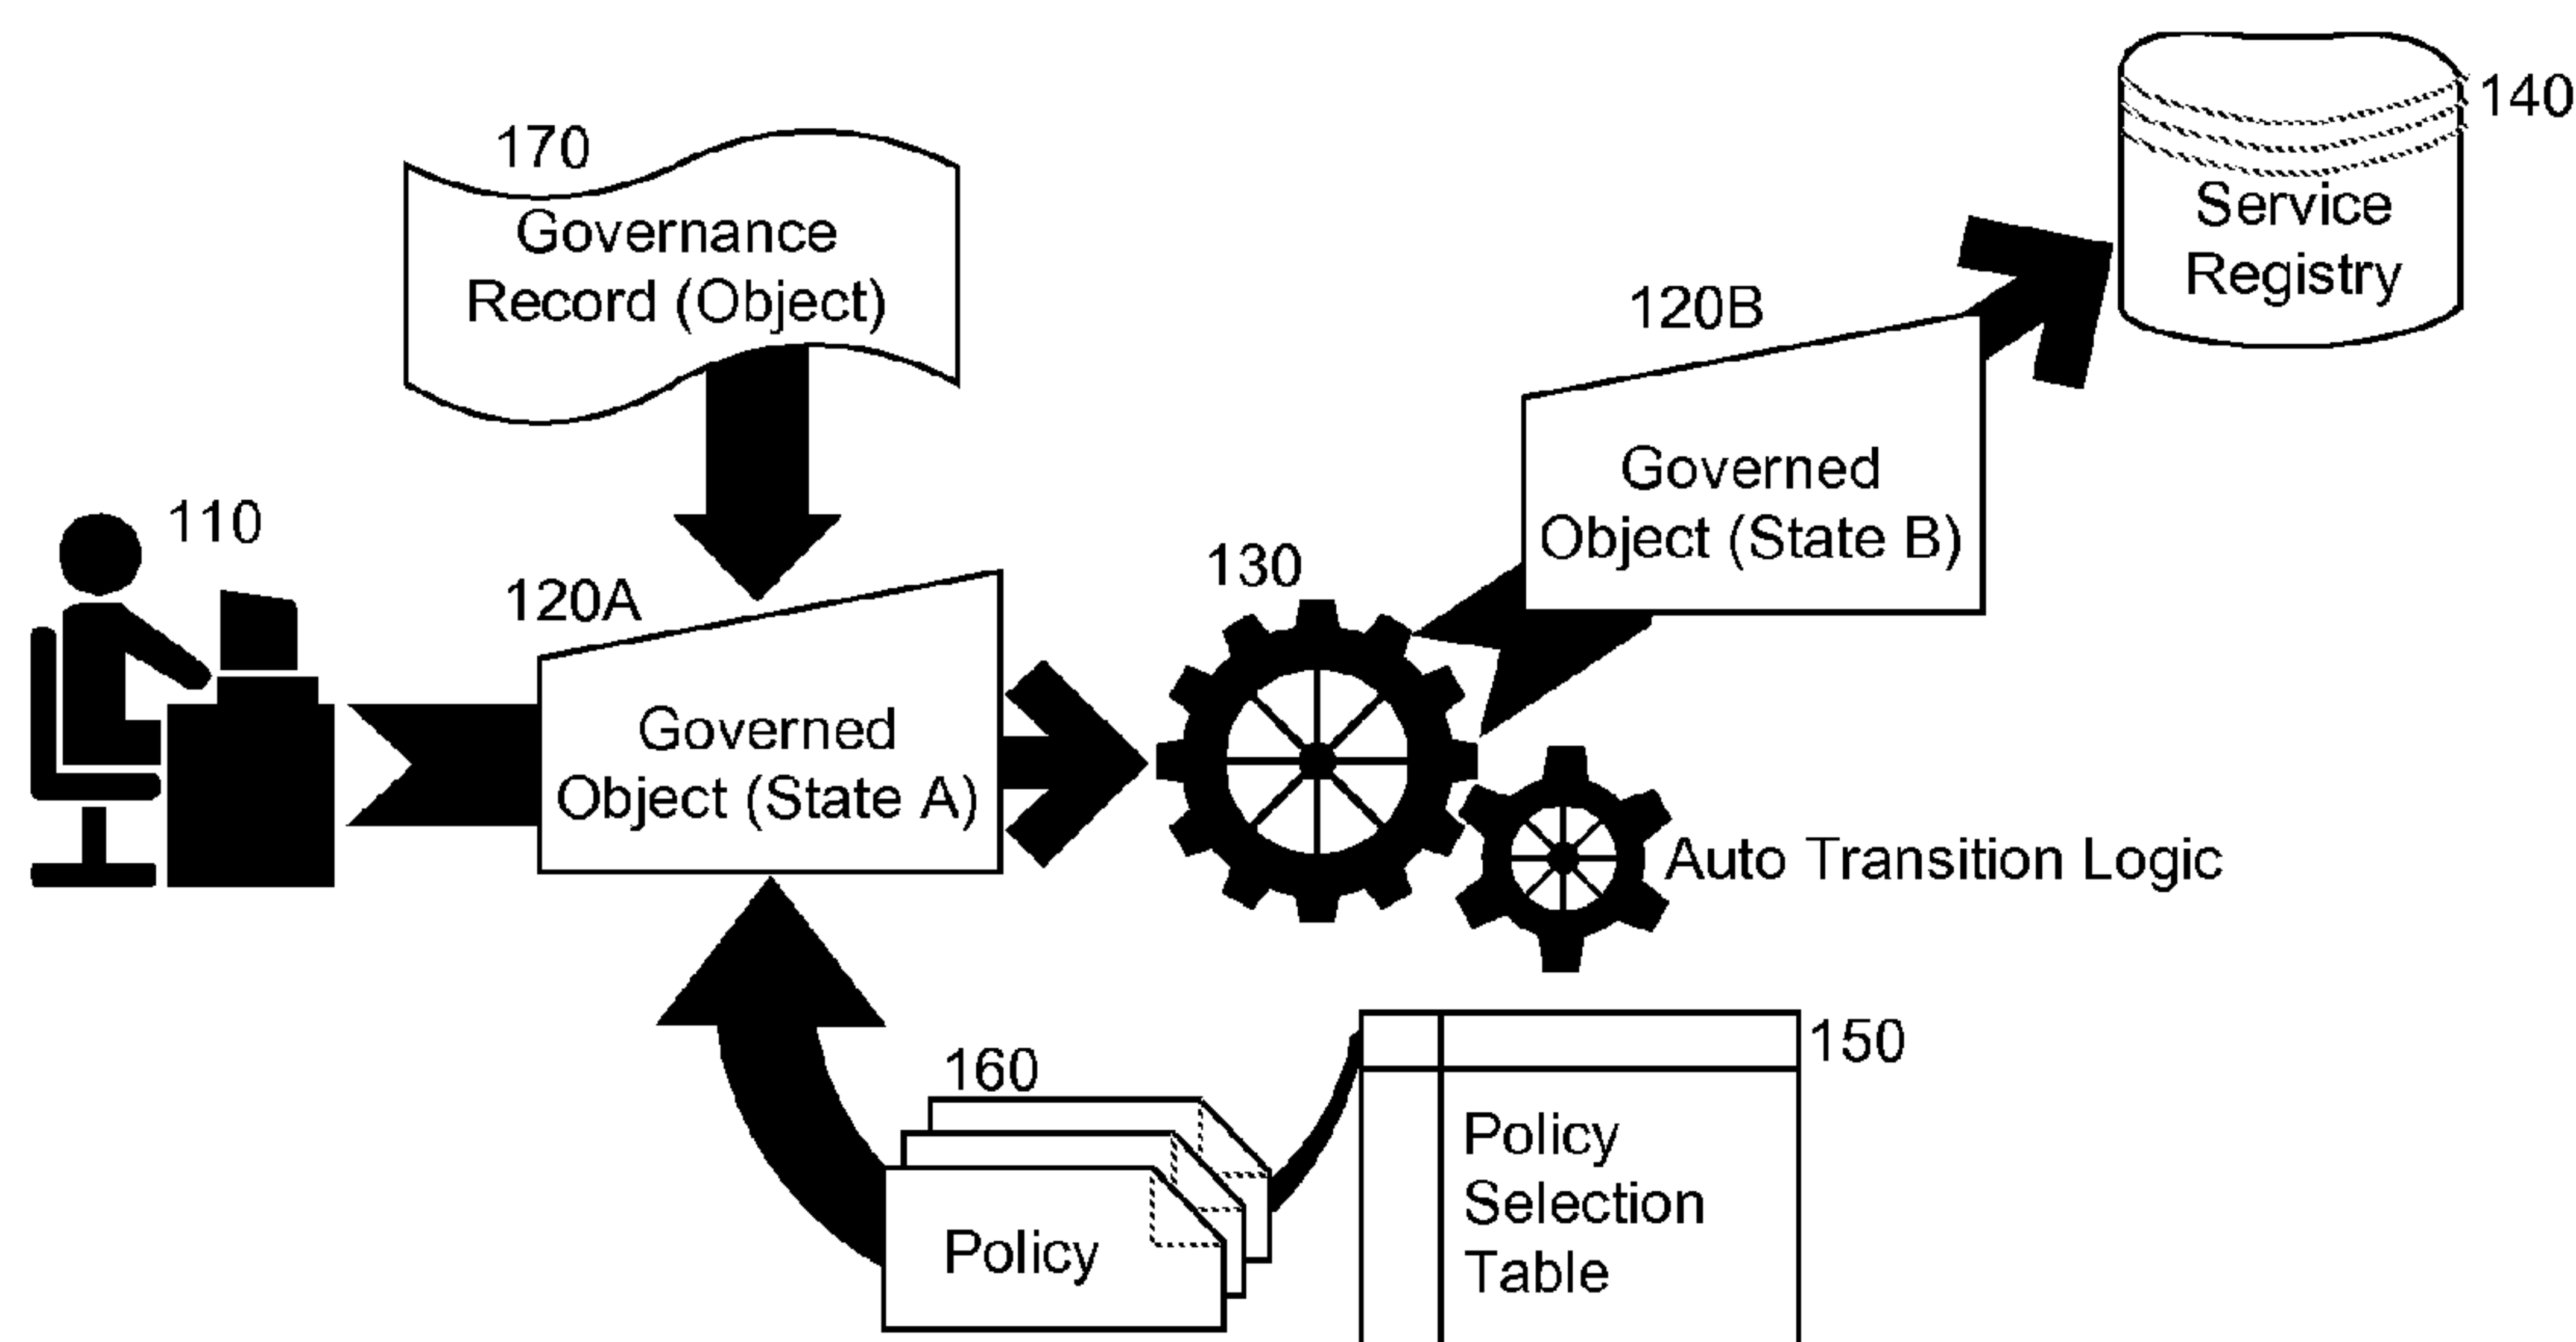 140
Service
Registry
170
Governance
Record (Object)
120B
Governed
Object (State B)
110
120A
Governed
Object (State A)
130
Auto Transition Logic
160
Policy
150
Policy
Selection
Table